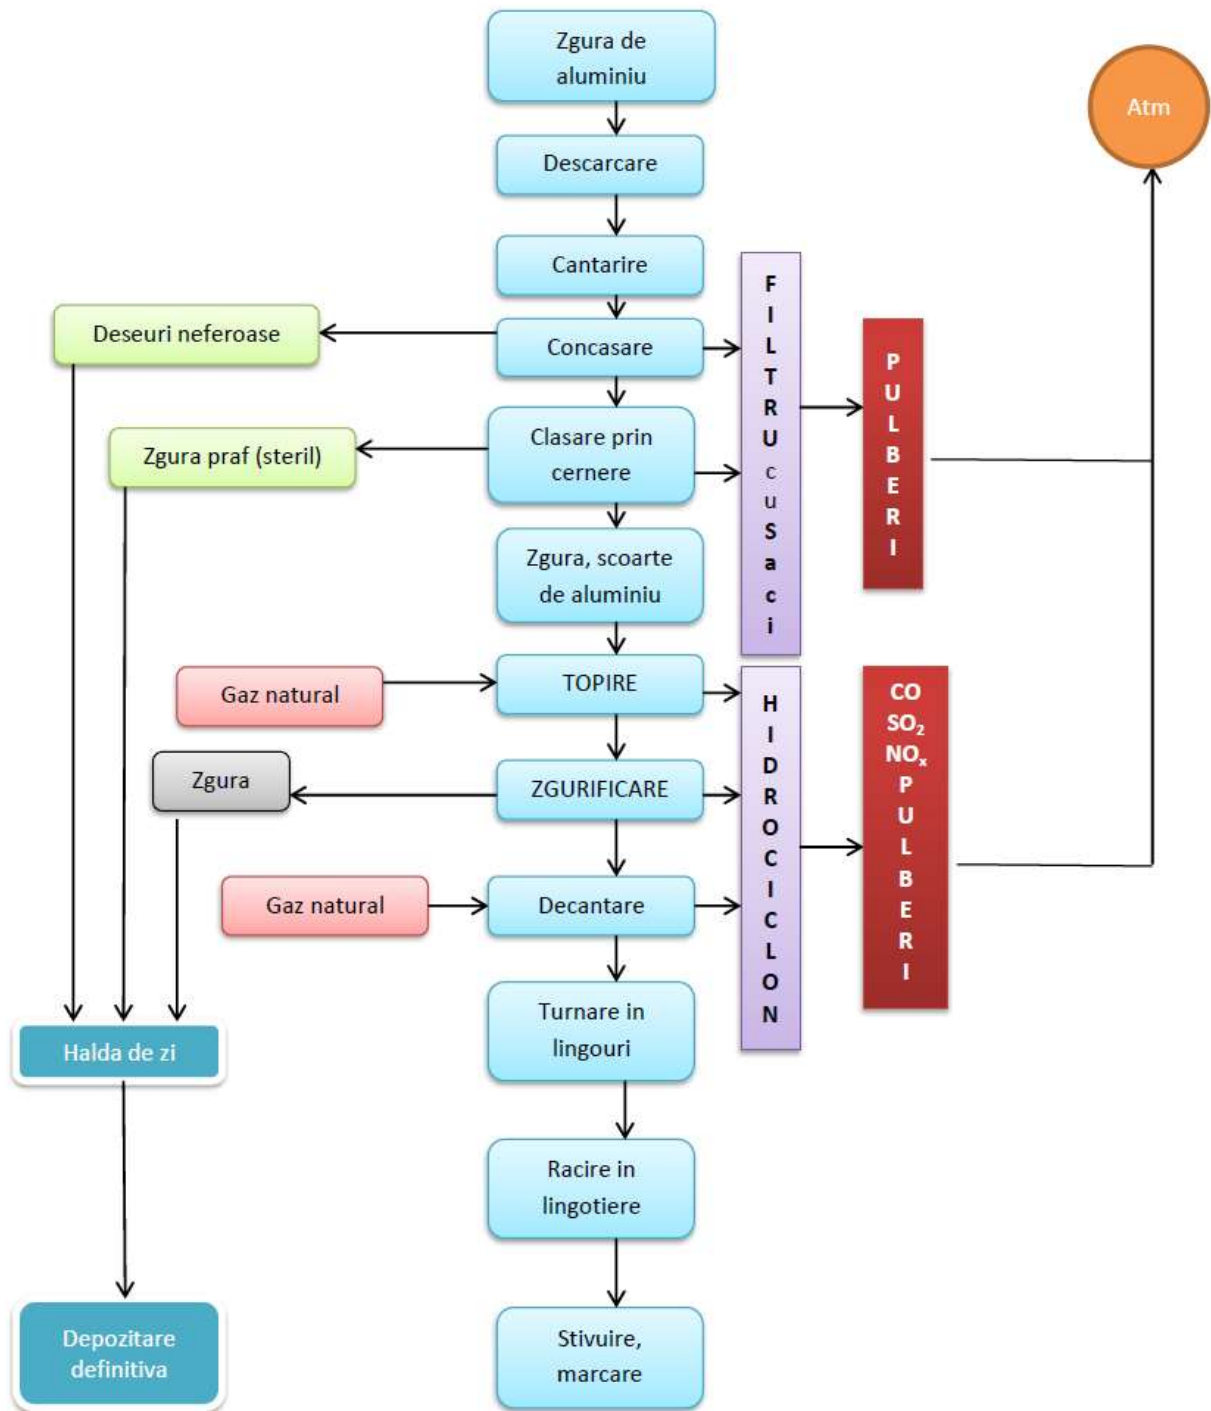 Zgura de
aluminiu
Atm
Descarcare
Cantarire
Deseuri neferoase
Concasare
FILTRU cu Saci
PULBERI
Zgura praf (steril)
Clasare prin
cernere
Zgura, scoarte
de aluminiu
Gaz natural
TOPIRE
HIDROCICLON
CO
SO₂
NOₓ
PULBERI
Zgura
ZGURIFICARE
Gaz natural
Decantare
Turnare in
lingouri
Halda de zi
Racire in
lingotiere
Depozitare
definitiva
Stivuire,
marcare